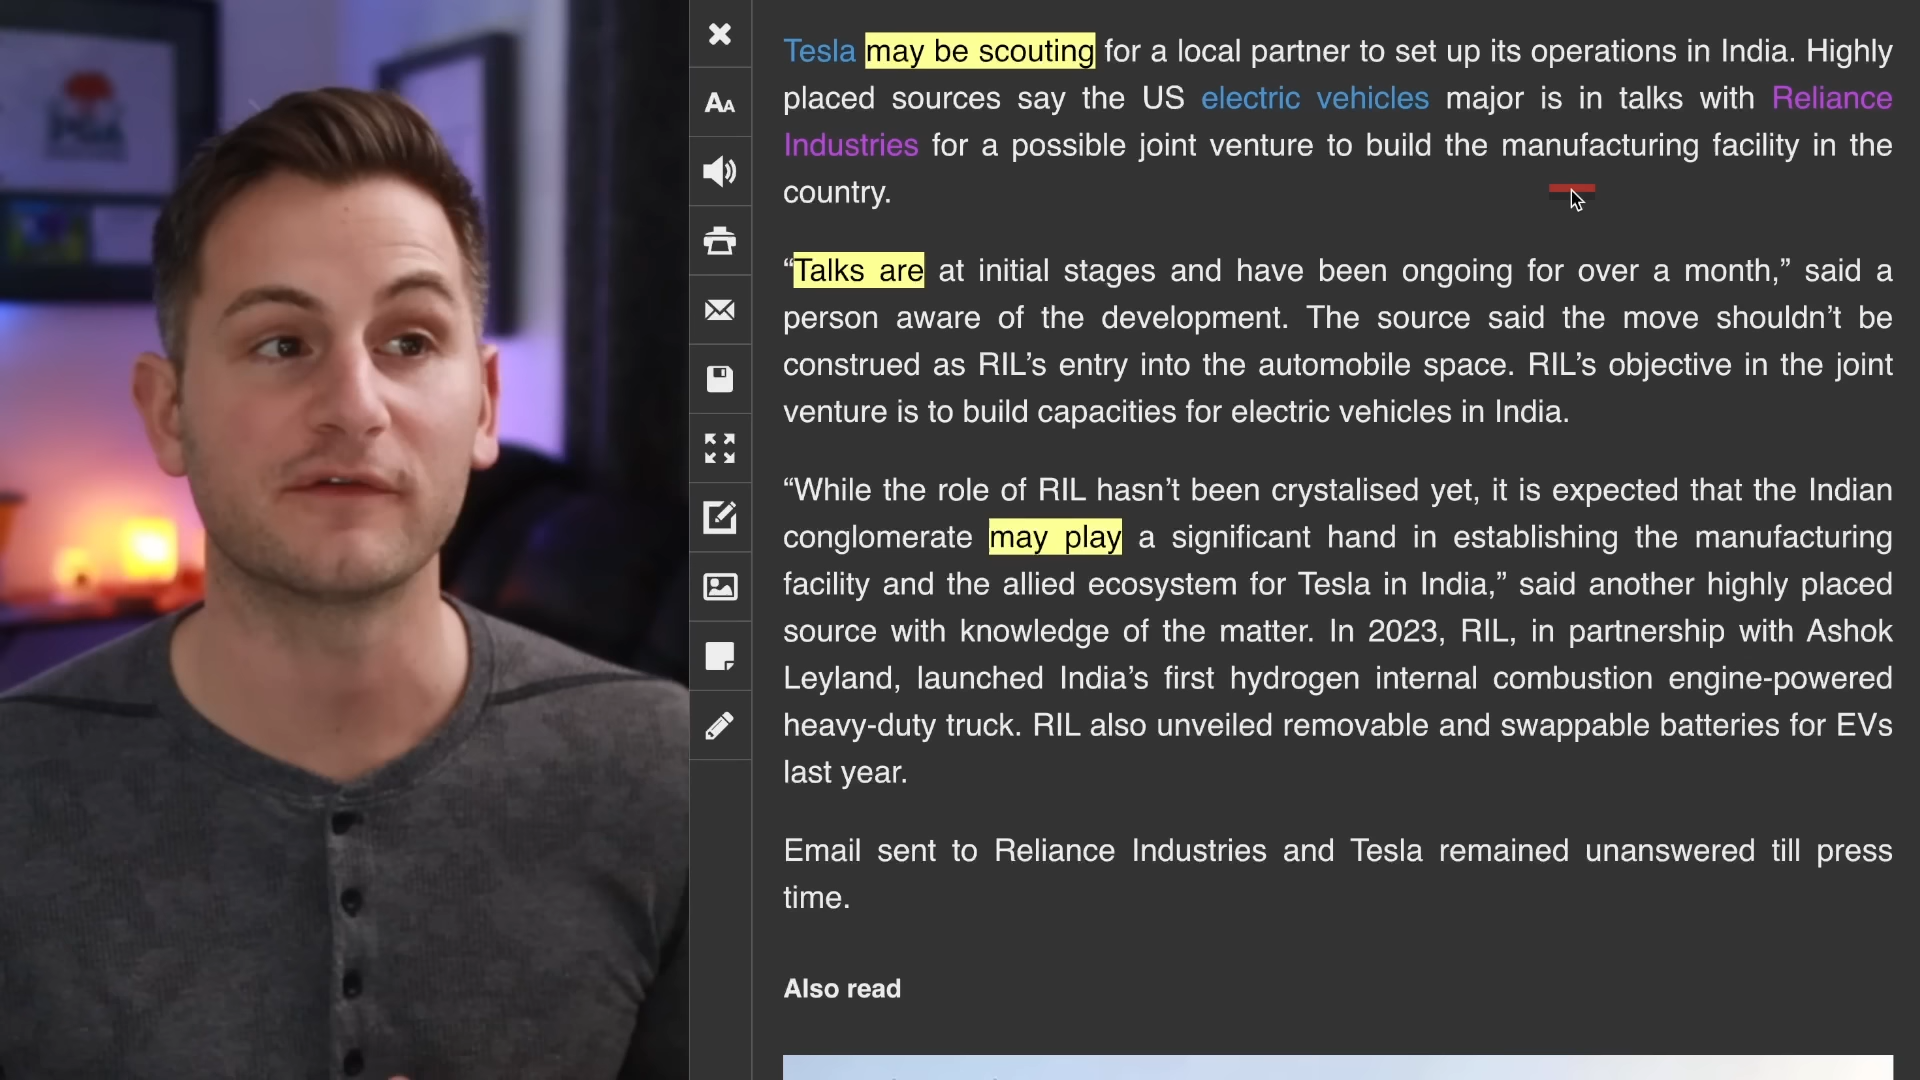 Tesla may be scouting for a local partner to set up its operations in India. Highly
placed sources say the US electric vehicles major is in talks with Reliance
Industries for a possible joint venture to build the manufacturing facility in the
country.
“Talks are at initial stages and have been ongoing for over a month,” said a
person aware of the development. The source said the move shouldn’t be
construed as RIL’s entry into the automobile space. RIL’s objective in the joint
venture is to build capacities for electric vehicles in India.
“While the role of RIL hasn’t been crystalised yet, it is expected that the Indian
conglomerate may play a significant hand in establishing the manufacturing
facility and the allied ecosystem for Tesla in India,” said another highly placed
source with knowledge of the matter. In 2023, RIL, in partnership with Ashok
Leyland, launched India’s first hydrogen internal combustion engine-powered
heavy-duty truck. RIL also unveiled removable and swappable batteries for EVs
last year.
Email sent to Reliance Industries and Tesla remained unanswered till press
time.
Also read